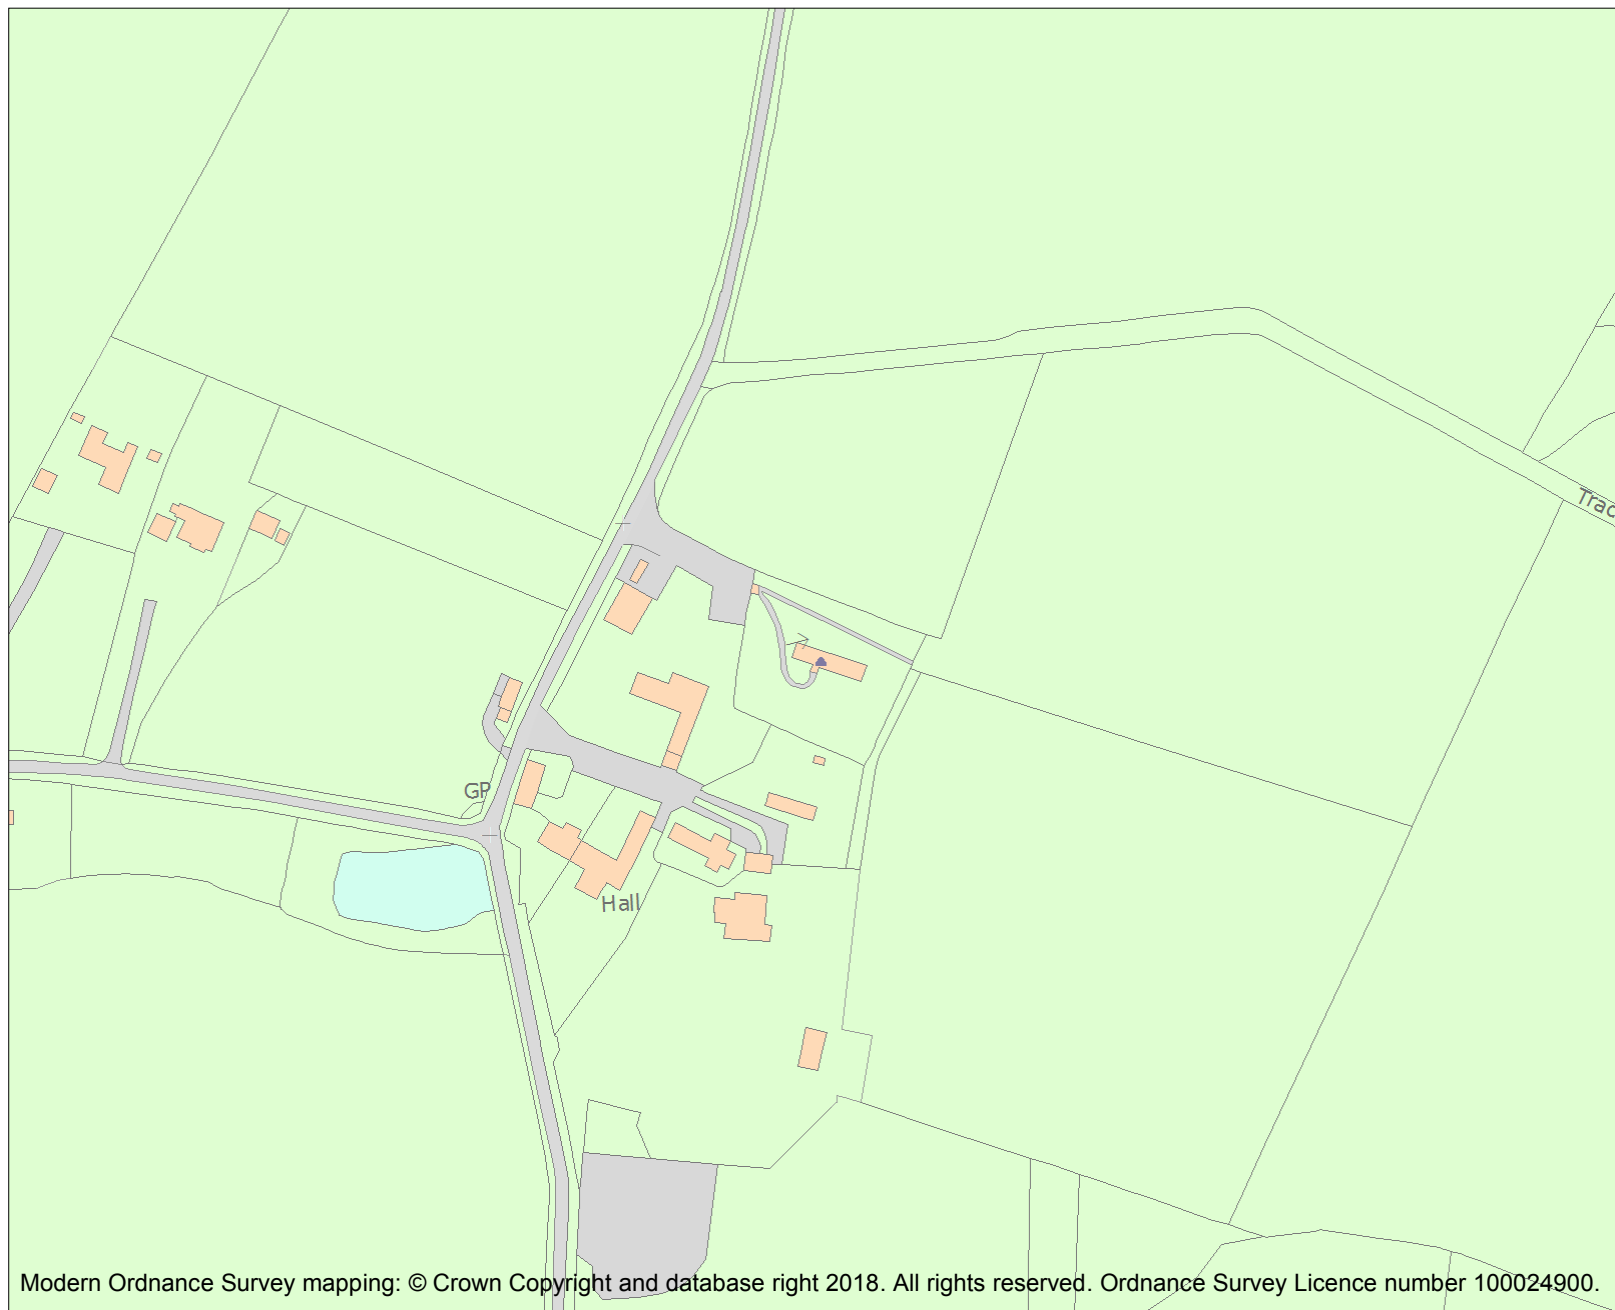 Trac
GP
Hall
Modern Ordnance Survey mapping: © Crown Copyright and database right 2018. All rights reserved. Ordnance Survey Licence number 100024900.